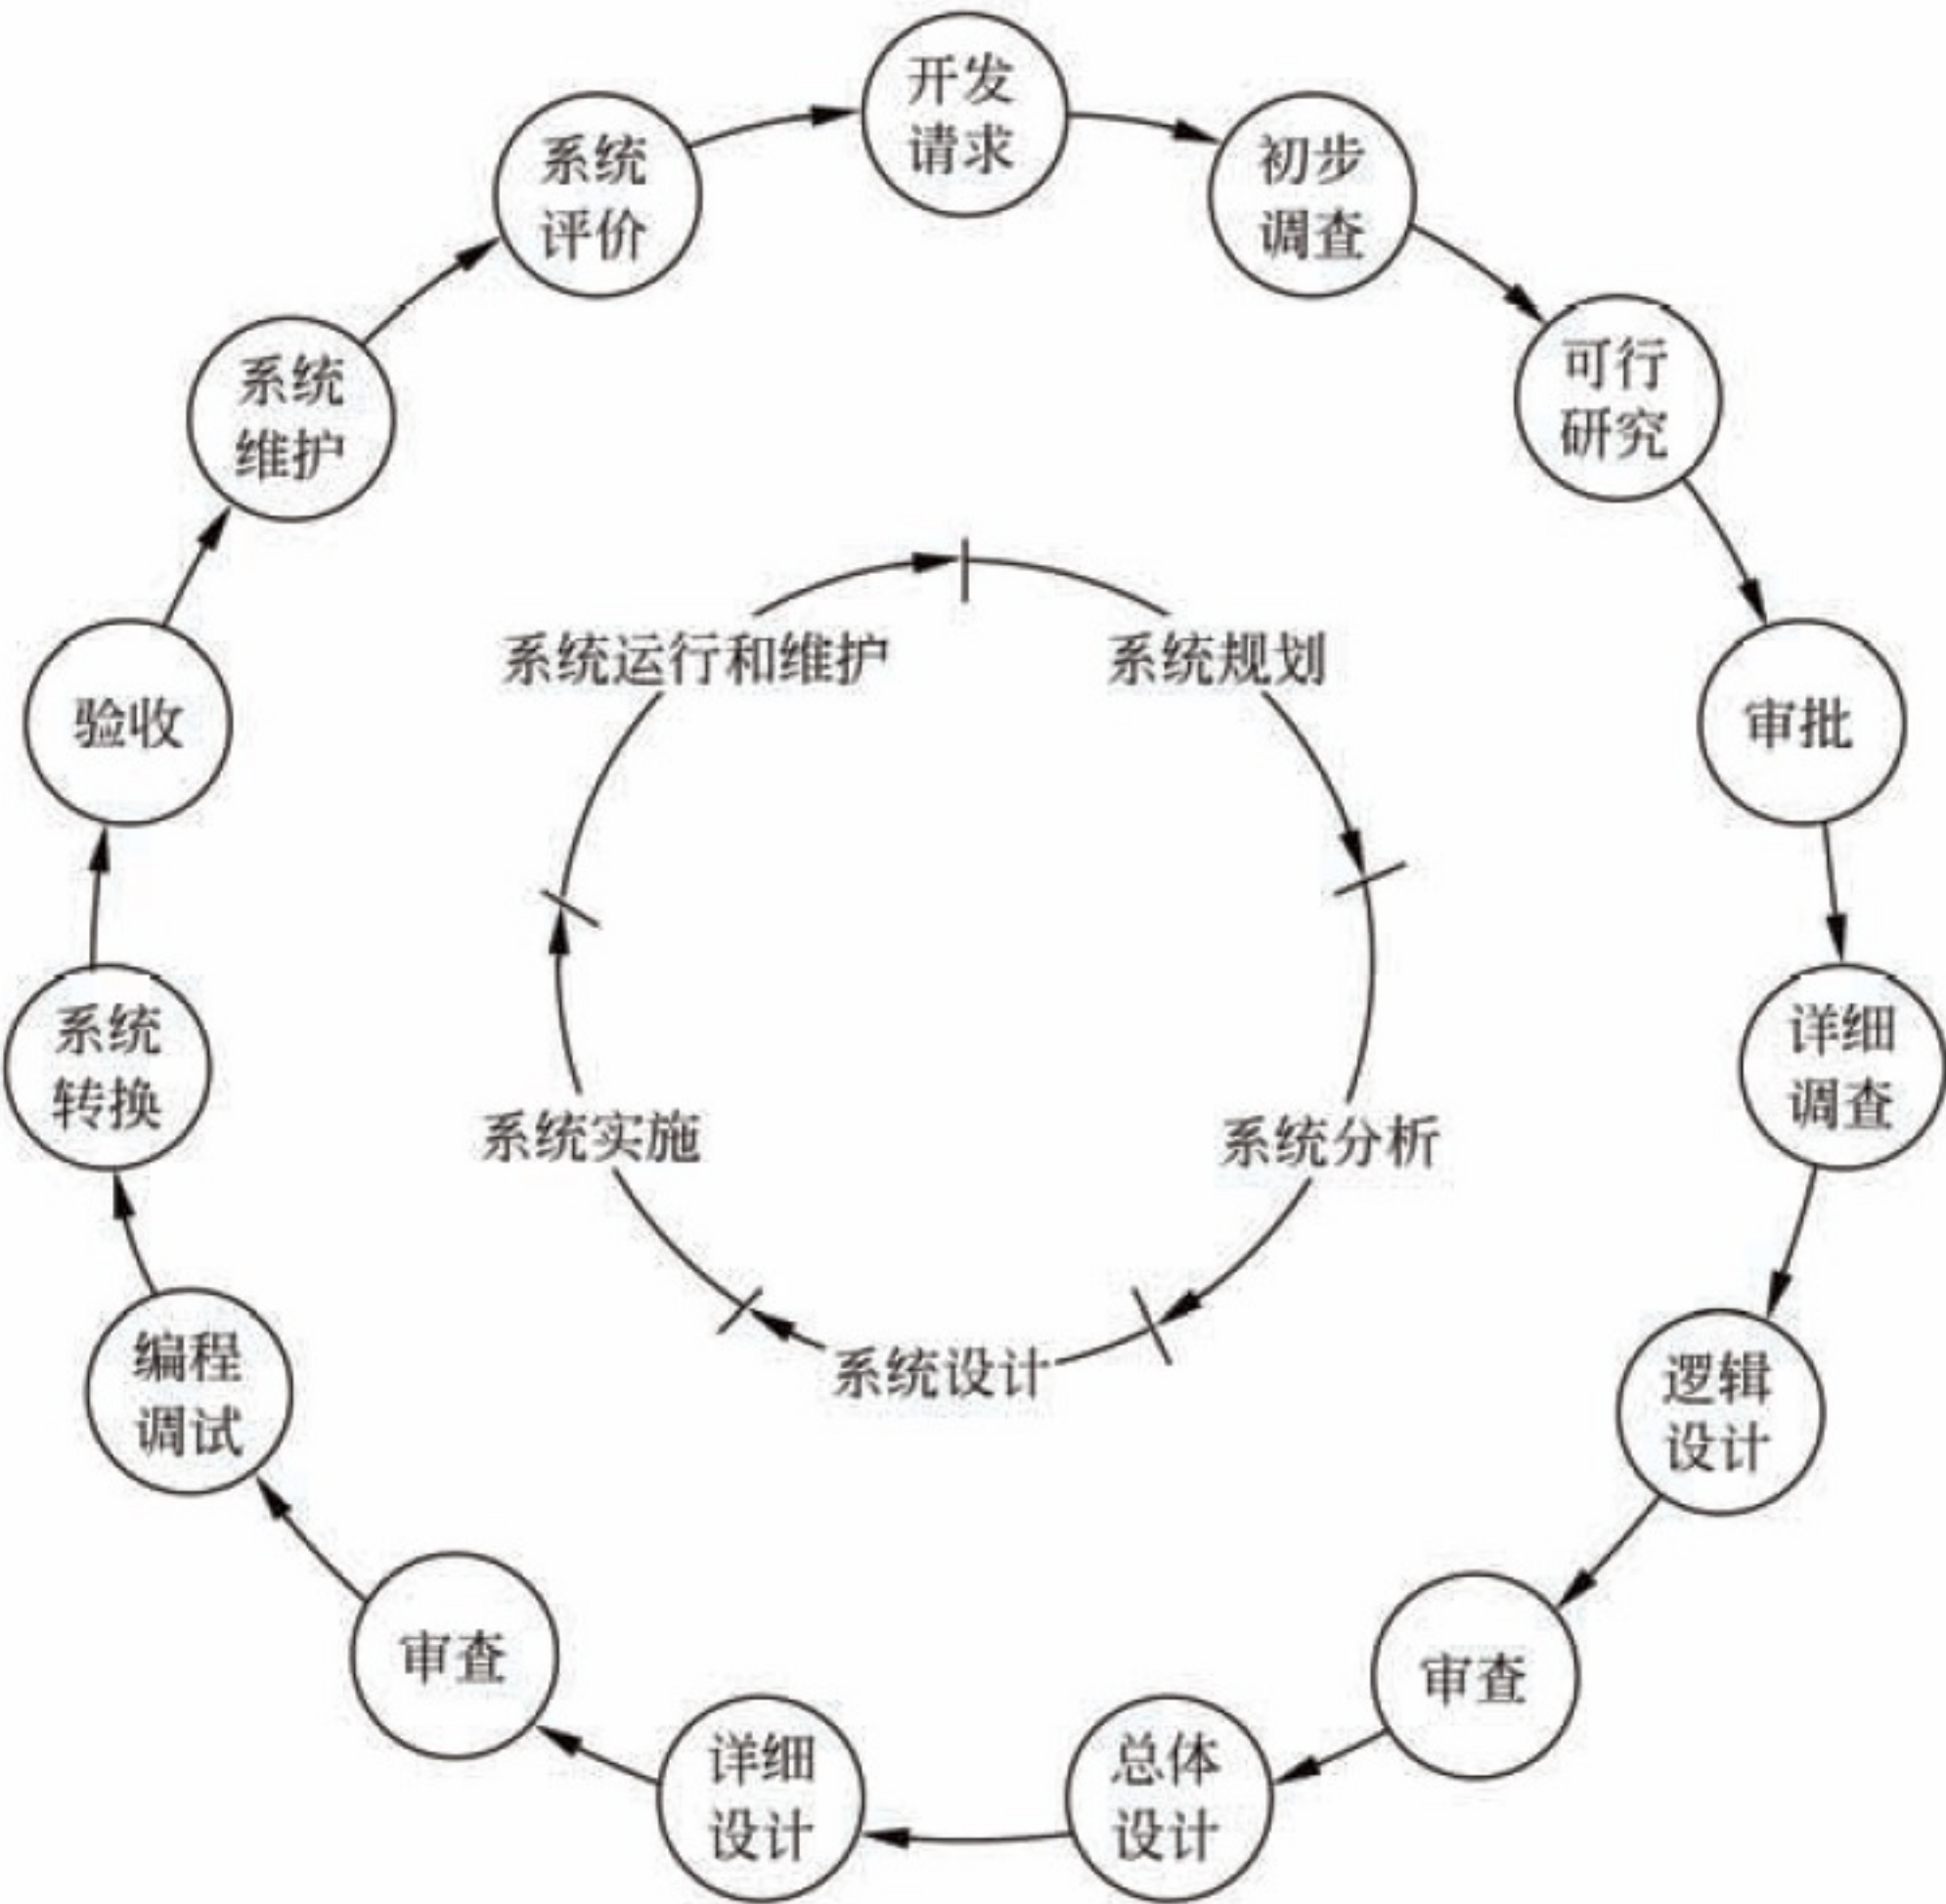 开发
请求
初步
调查
可行
研究
审批
详细
调查
逻辑
设计
审查
总体
设计
详细
设计
审查
编程
调试
系统
转换
验收
系统
维护
系统
评价
系统规划
系统分析
系统设计
系统实施
系统运行和维护